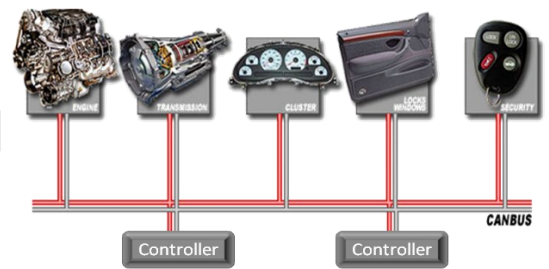 ENGINE
TRANSMISSION
CLUSTER
LOCKS
WINDOWS
SECURITY
CANBUS
Controller
Controller